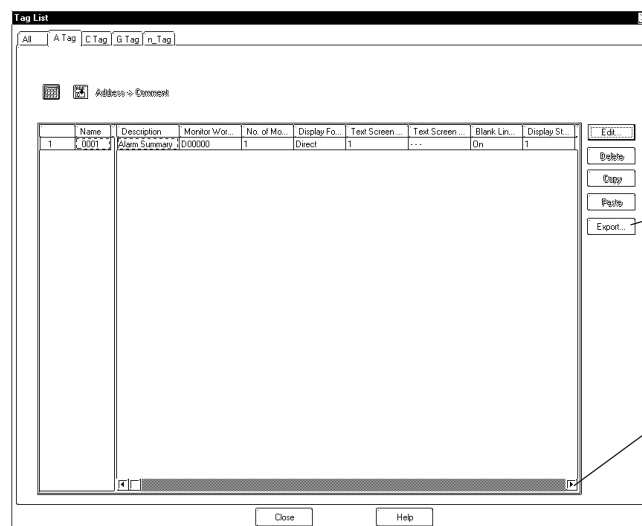 Tag List
All A Tag C Tag G Tag n_Tag
Address -> Comment
Name Description Monitor Wor... No. of Mo... Display Fo... Text Screen ... Text Screen ... Blank Lin... Display St...
1 _0001 Alarm Summary D00000 1 Direct 1 --- On 1
Edit...
Delete
Copy
Paste
Export...
Close Help